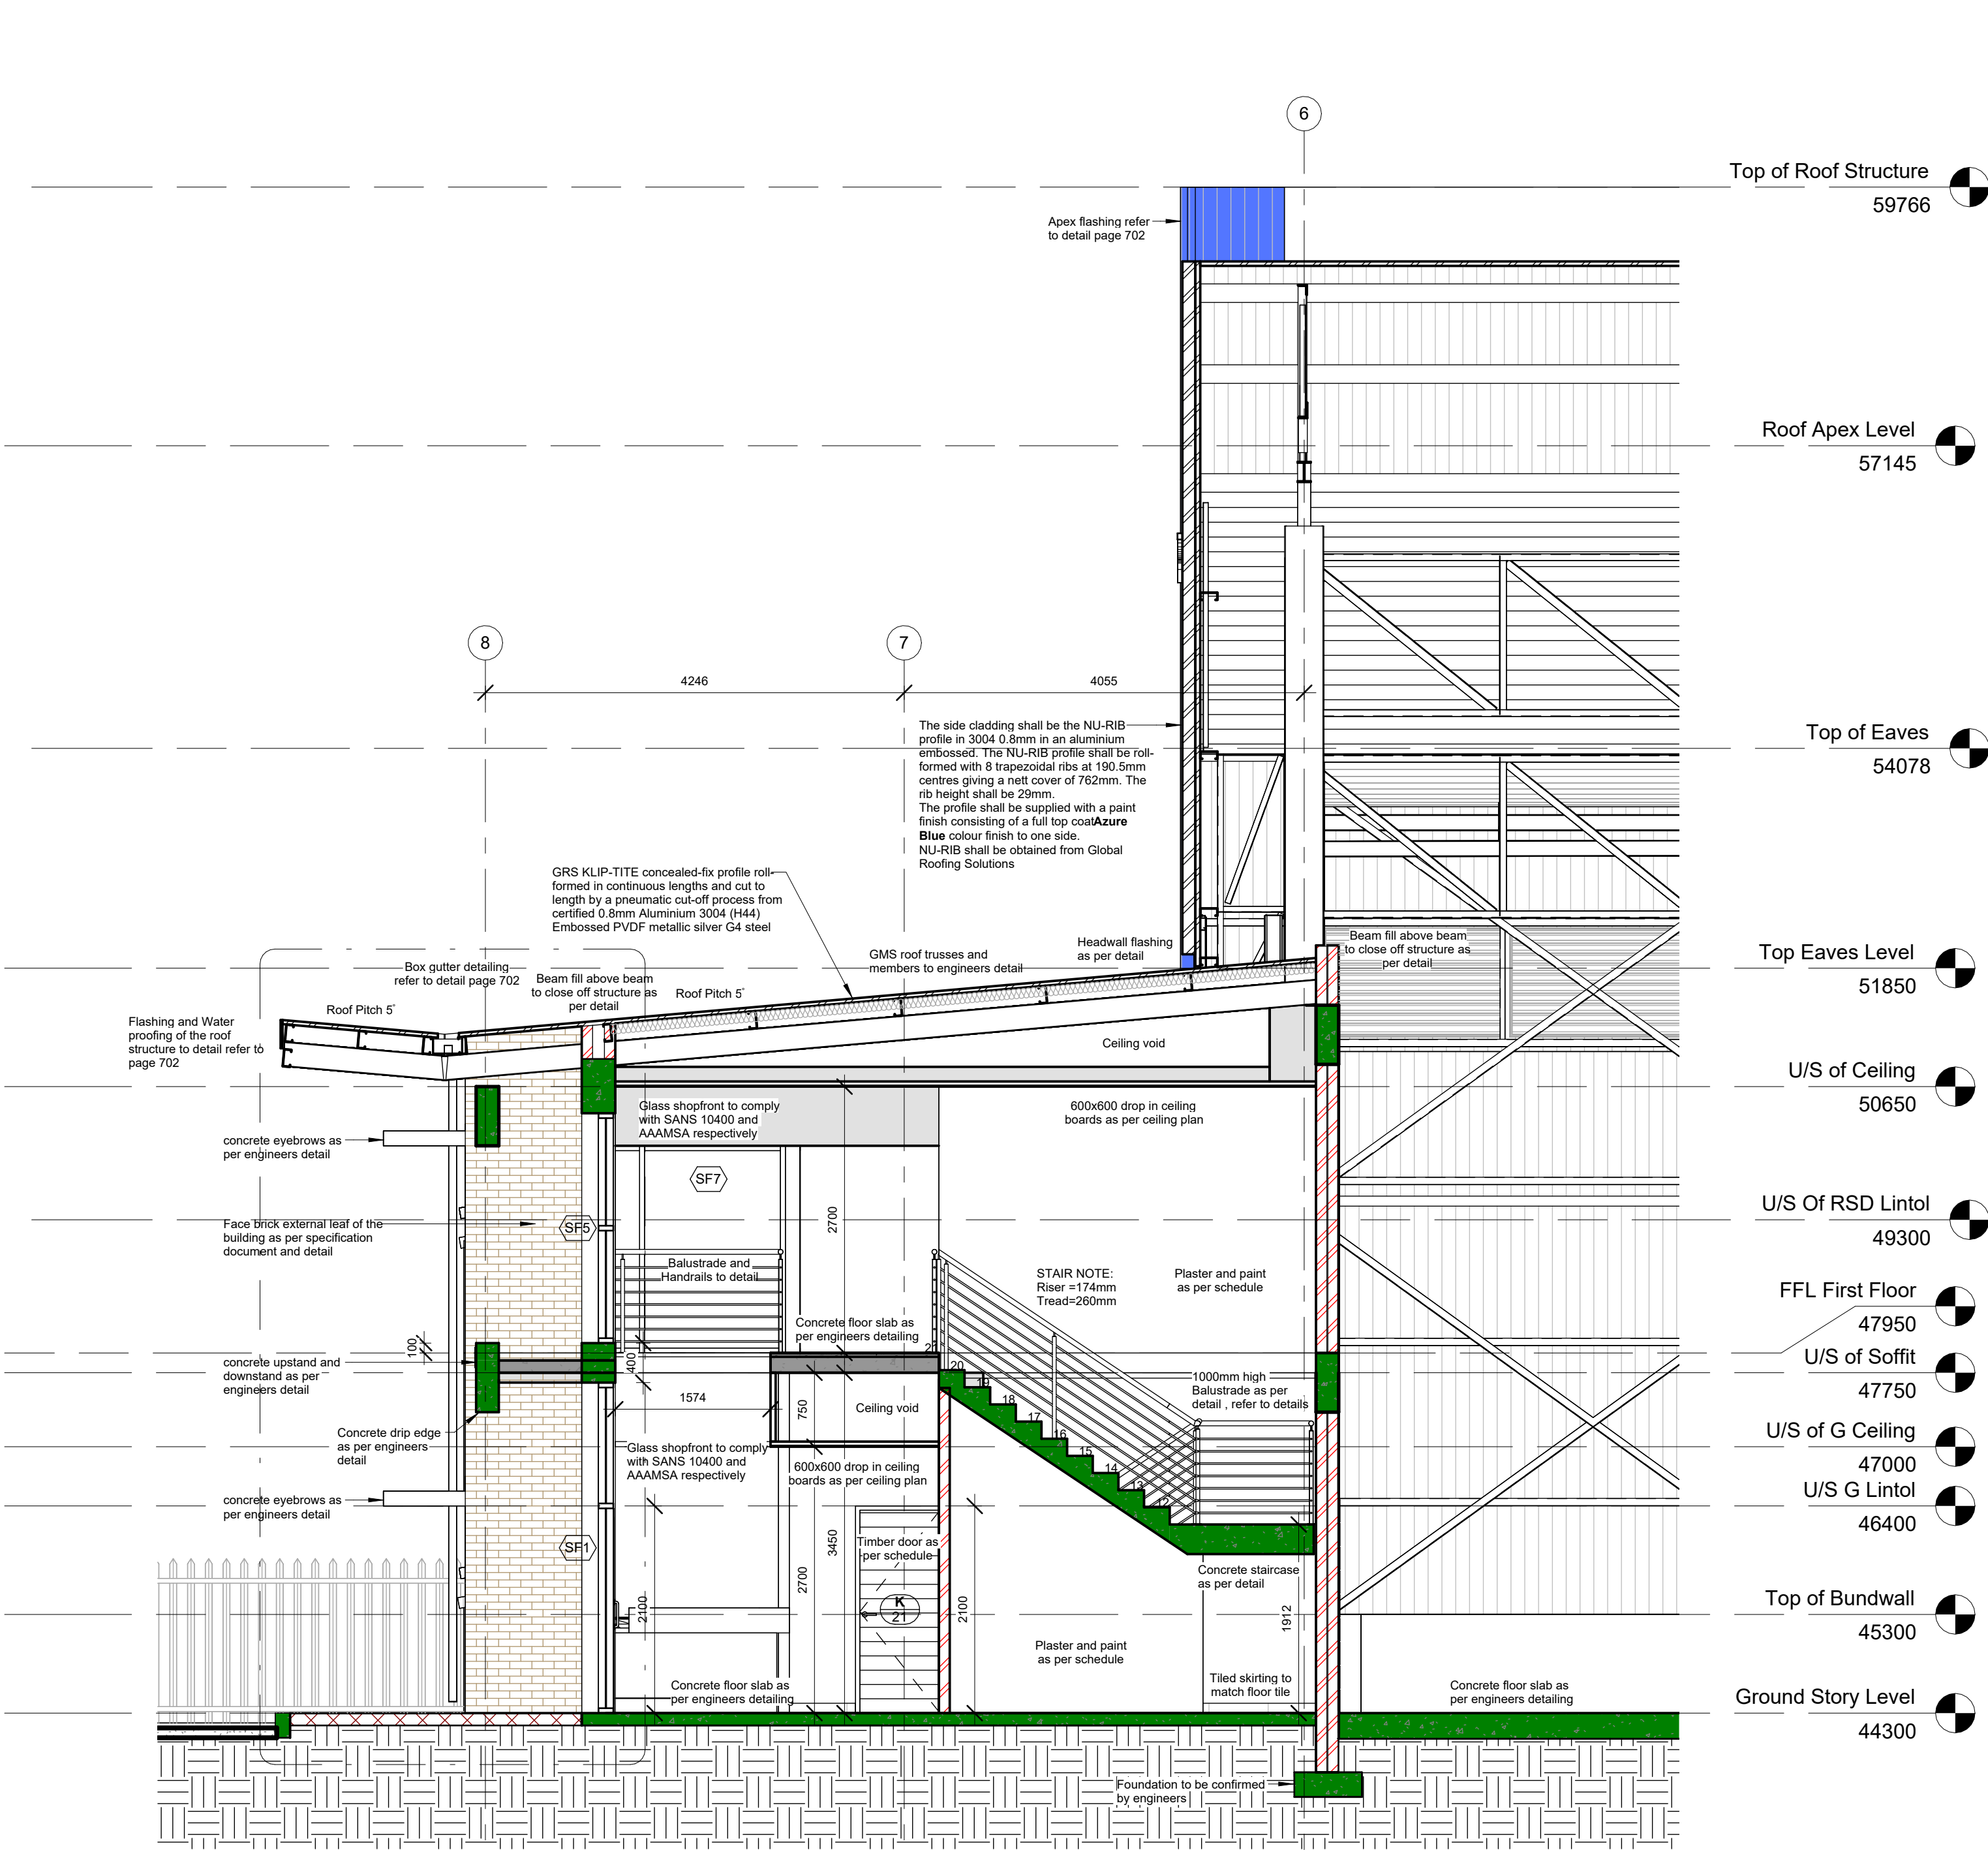 6
Top of Roof Structure
59766
Apex flashing refer
to detail page 702
Roof Apex Level
57145
8
7
4246
4055
The side cladding shall be the NU-RIB
profile in 3004 0.8mm in an aluminium
embossed. The NU-RIB profile shall be roll-
formed with 8 trapezoidal ribs at 190.5mm
centres giving a nett cover of 762mm. The
rib height shall be 29mm.
The profile shall be supplied with a paint
finish consisting of a full top coatAzure
Blue colour finish to one side.
NU-RIB shall be obtained from Global
Roofing Solutions
Top of Eaves
54078
GRS KLIP-TITE concealed-fix profile roll-
formed in continuous lengths and cut to
length by a pneumatic cut-off process from
certified 0.8mm Aluminium 3004 (H44)
Embossed PVDF metallic silver G4 steel
GMS roof trusses and
members to engineers detail
Headwall flashing
as per detail
Beam fill above beam
to close off structure as
per detail
Top Eaves Level
51850
Box gutter detailing
refer to detail page 702
Beam fill above beam
to close off structure as
per detail
Roof Pitch 5°
Roof Pitch 5°
Flashing and Water
proofing of the roof
structure to detail refer to
page 702
Ceiling void
U/S of Ceiling
50650
Glass shopfront to comply
with SANS 10400 and
AAAMSA respectively
600x600 drop in ceiling
boards as per ceiling plan
concrete eyebrows as
per engineers detail
SF7
2700
U/S Of RSD Lintol
49300
Face brick external leaf of the
building as per specification
document and detail
SF5
Balustrade and
Handrails to detail
STAIR NOTE:
Riser =174mm
Tread=260mm
Plaster and paint
as per schedule
FFL First Floor
47950
Concrete floor slab as
per engineers detailing
100
400
concrete upstand and
downstand as per
engineers detail
U/S of Soffit
47750
21
20
19
18
17
16
15
14
13
12
1000mm high
Balustrade as per
detail , refer to details
1574
750
Ceiling void
Concrete drip edge
as per engineers
detail
Glass shopfront to comply
with SANS 10400 and
AAAMSA respectively
600x600 drop in ceiling
boards as per ceiling plan
U/S of G Ceiling
47000
U/S G Lintol
46400
concrete eyebrows as
per engineers detail
SF1
3450
Timber door as
per schedule
Concrete staircase
as per detail
2700
2100
K
21
2100
1912
Top of Bundwall
45300
Plaster and paint
as per schedule
Concrete floor slab as
per engineers detailing
Tiled skirting to
match floor tile
Concrete floor slab as
per engineers detailing
Ground Story Level
44300
Foundation to be confirmed
by engineers